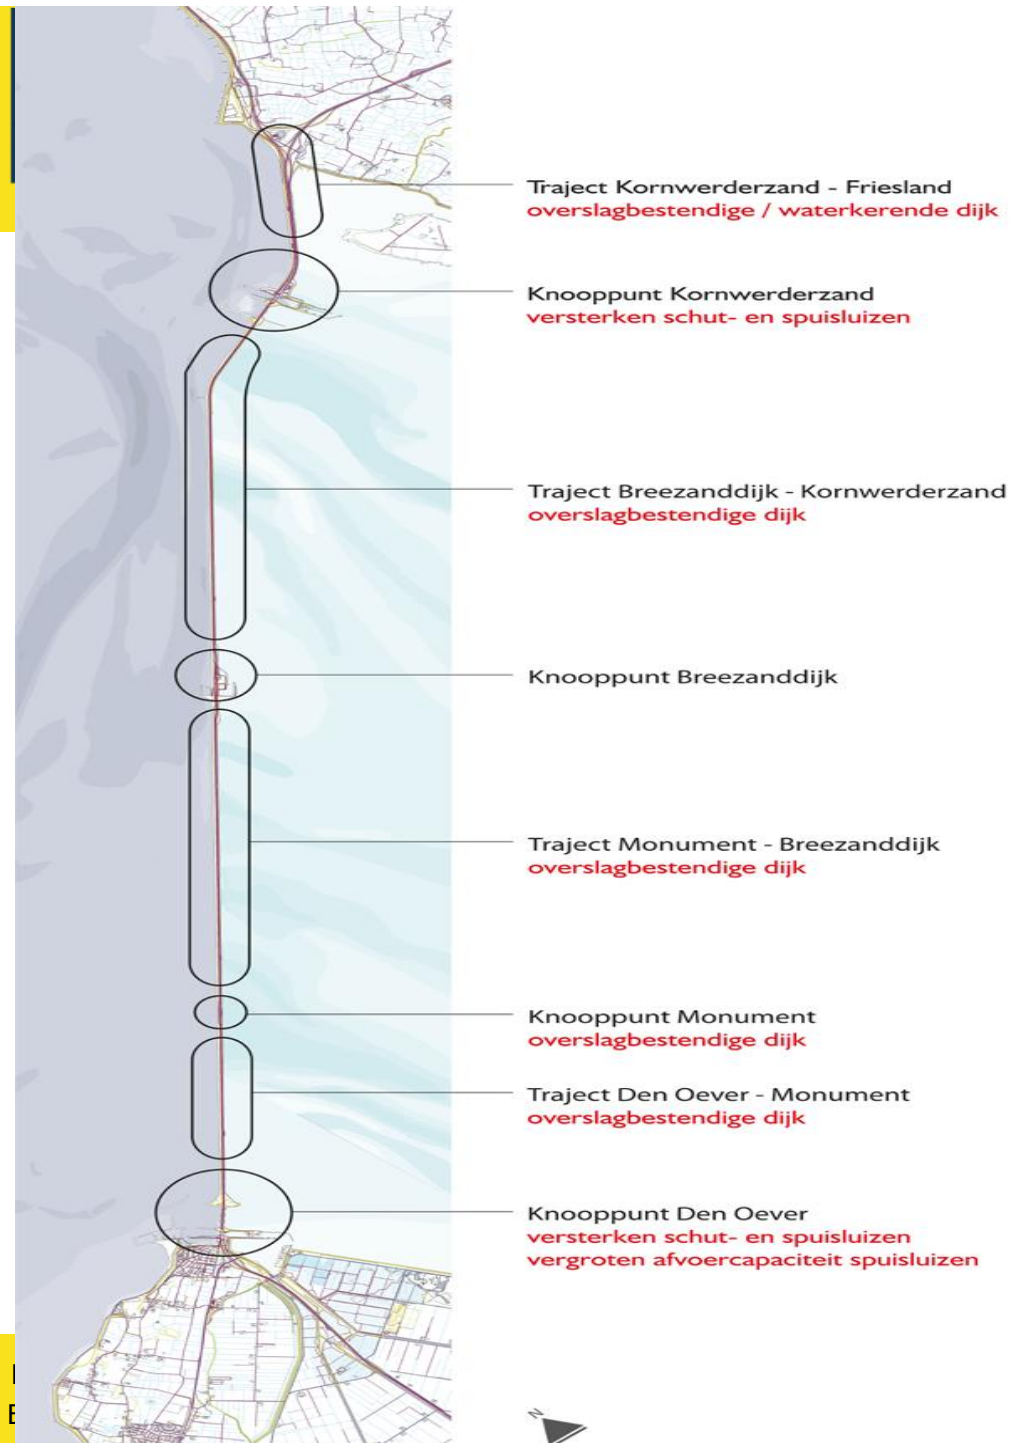 Traject Kornwerderzand - Friesland
overslagbestendige / waterkerende dijk
Knooppunt Kornwerderzand
versterken schut- en spuisluizen
Traject Breezanddijk - Kornwerderzand
overslagbestendige dijk
Knooppunt Breezanddijk
Traject Monument - Breezanddijk
overslagbestendige dijk
Knooppunt Monument
overslagbestendige dijk
Traject Den Oever - Monument
overslagbestendige dijk
Knooppunt Den Oever
versterken schut- en spuisluizen
vergroten afvoercapaciteit spuisluizen
N